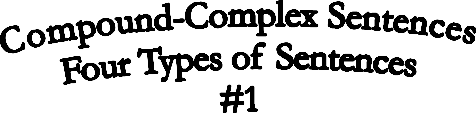 Compound-Complex Sentences
Four Types of Sentences
#1